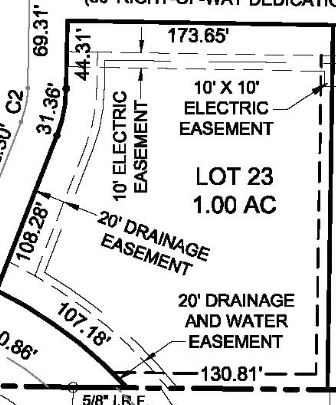 173.65'
69.31'
44.31'
10' X 10'
ELECTRIC
EASEMENT
C2
31.36'
10' ELECTRIC
EASEMENT
LOT 23
1.00 AC
108.28'
20' DRAINAGE
EASEMENT
107.18'
20' DRAINAGE
AND WATER
EASEMENT
0.86'
130.81'
5/8" I.R.F.